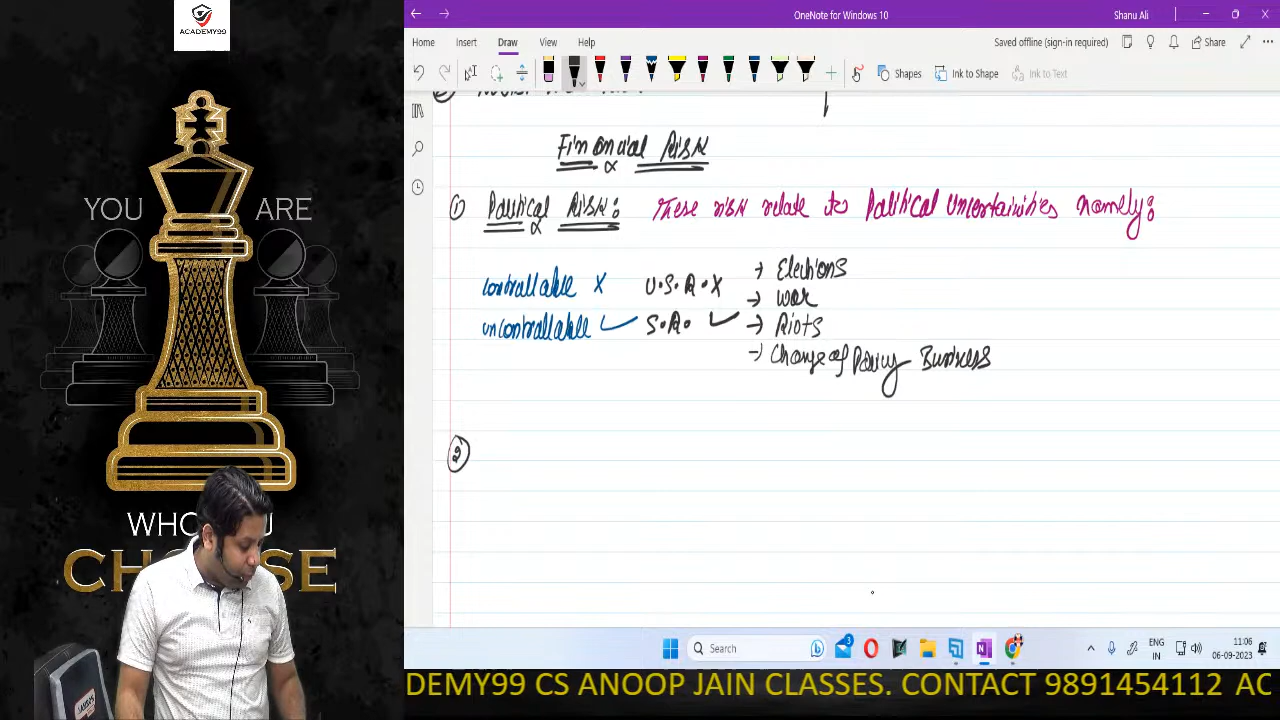 ACADEMY99
YOU ARE
WHO YOU
CHOOSE
OneNote for Windows 10
Shanu Ali
Home Insert Draw View Help
Saved offline (sign-in required)
Share
Shapes
Ink to Shape
Ink to Text
Financial Risk
① Political Risk: These risk relate to Political Uncertainities namely:
controllable X U.S.R.X → Elections
→ War
uncontrollable ✓ S.R. ✓ → Riots
→ Change of Policy Business
②
Search
3
ENG
IN
11:06
06-09-2023
DEMY99 CS ANOOP JAIN CLASSES. CONTACT 9891454112 AC